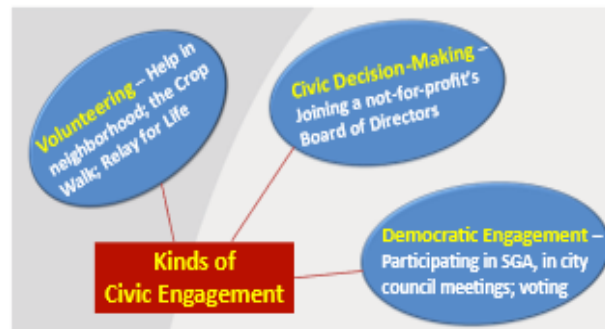 Volunteering – Help in
neighborhood; the Crop
Walk; Relay for Life
Civic Decision-Making –
Joining a not-for-profit's
Board of Directors
Democratic Engagement –
Participating in SGA, in city
council meetings; voting
Kinds of
Civic Engagement